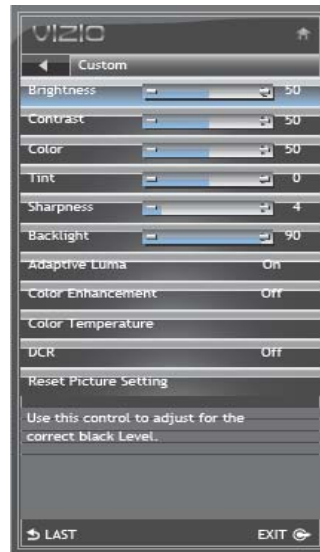 VIZIO
Custom
Brightness 50
Contrast 50
Color 50
Tint 0
Sharpness 4
Backlight 90
Adaptive Luma On
Color Enhancement Off
Color Temperature
DCR Off
Reset Picture Setting
Use this control to adjust for the
correct black Level.
LAST EXIT